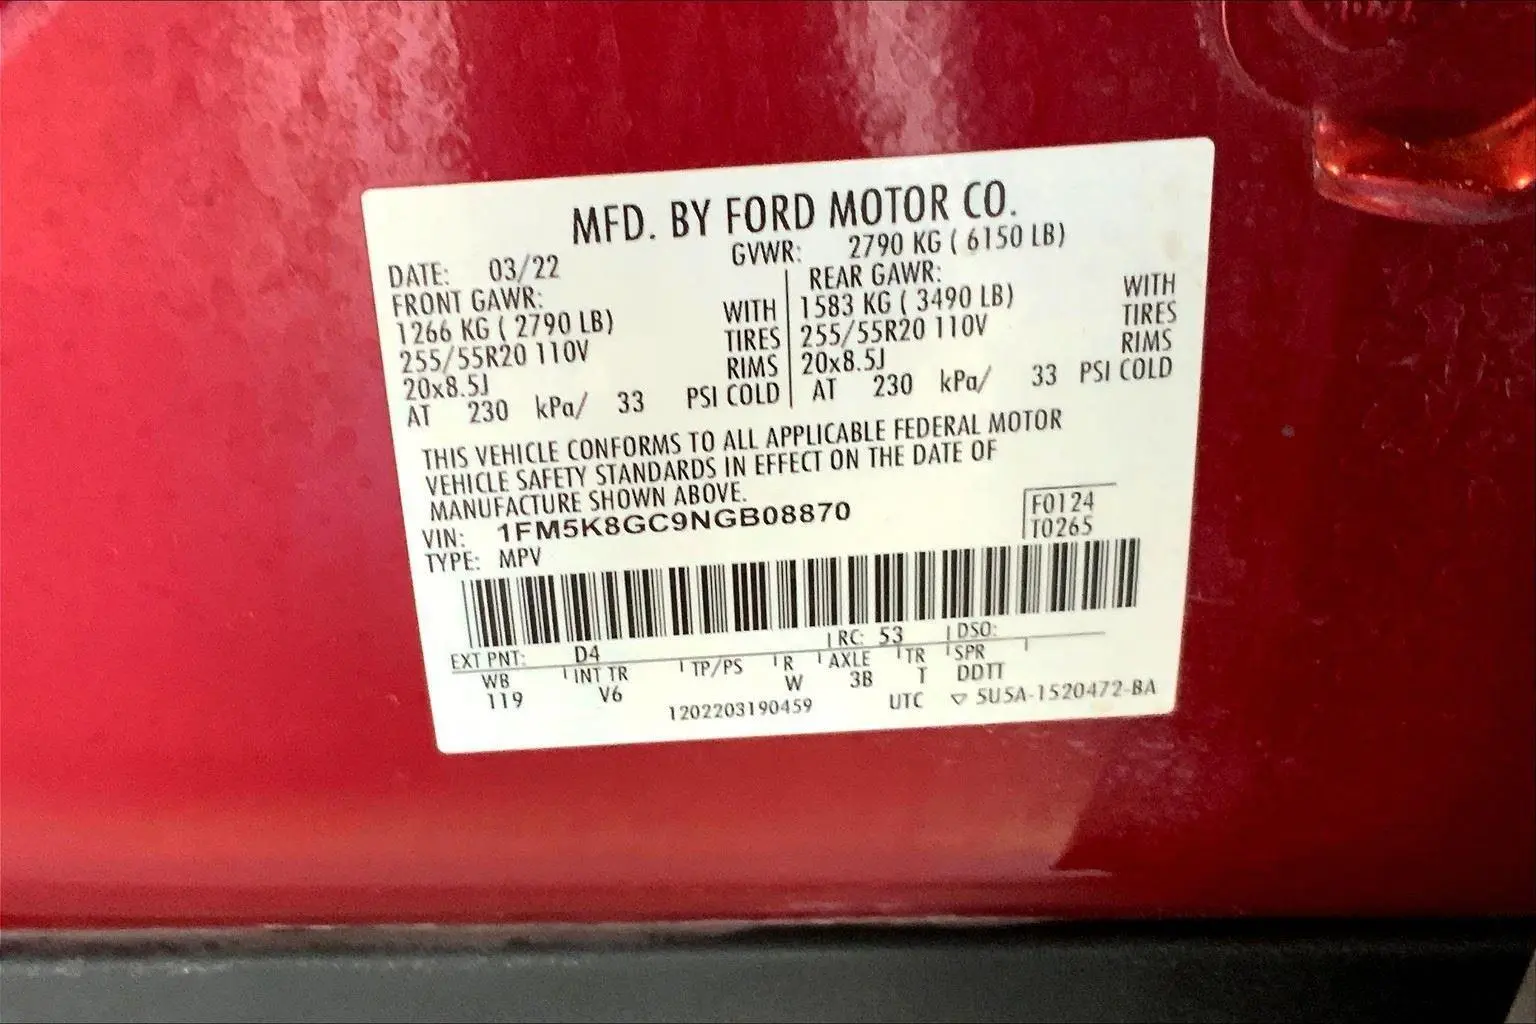 MFD. BY FORD MOTOR CO.
DATE: 03/22 GVWR: 2790 KG ( 6150 LB)
FRONT GAWR: REAR GAWR:
1266 KG ( 2790 LB) WITH 1583 KG ( 3490 LB) WITH
255/55R20 110V TIRES 255/55R20 110V TIRES
20x8.5J RIMS 20x8.5J RIMS
AT 230 kPa/ 33 PSI COLD AT 230 kPa/ 33 PSI COLD
THIS VEHICLE CONFORMS TO ALL APPLICABLE FEDERAL MOTOR
VEHICLE SAFETY STANDARDS IN EFFECT ON THE DATE OF
MANUFACTURE SHOWN ABOVE.
VIN: 1FM5K8GC9NGB08870 F0124
TYPE: MPV T0265
EXT PNT: D4 RC: 53 DSO:
WB INT TR TP/PS R AXLE TR SPR
119 V6 W 3B T DDTT
1202203190459 UTC ▽ 5U5A-1520472-BA